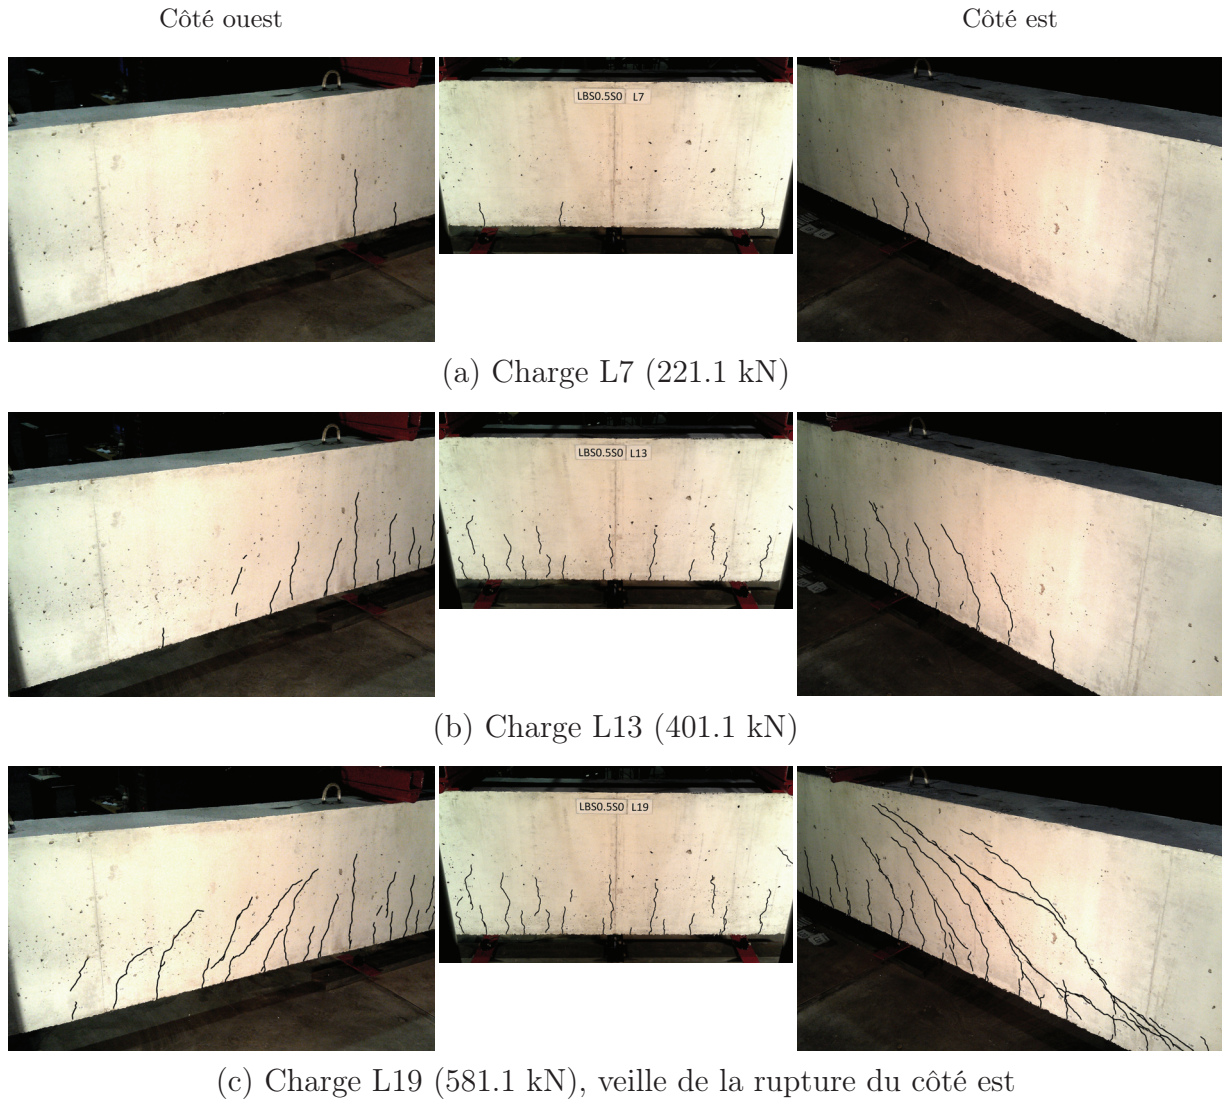 Côté ouest
Côté est
LBS0.5S0 L7
(a) Charge L7 (221.1 kN)
LBS0.5S0 L13
(b) Charge L13 (401.1 kN)
LBS0.5S0 L19
(c) Charge L19 (581.1 kN), veille de la rupture du côté est